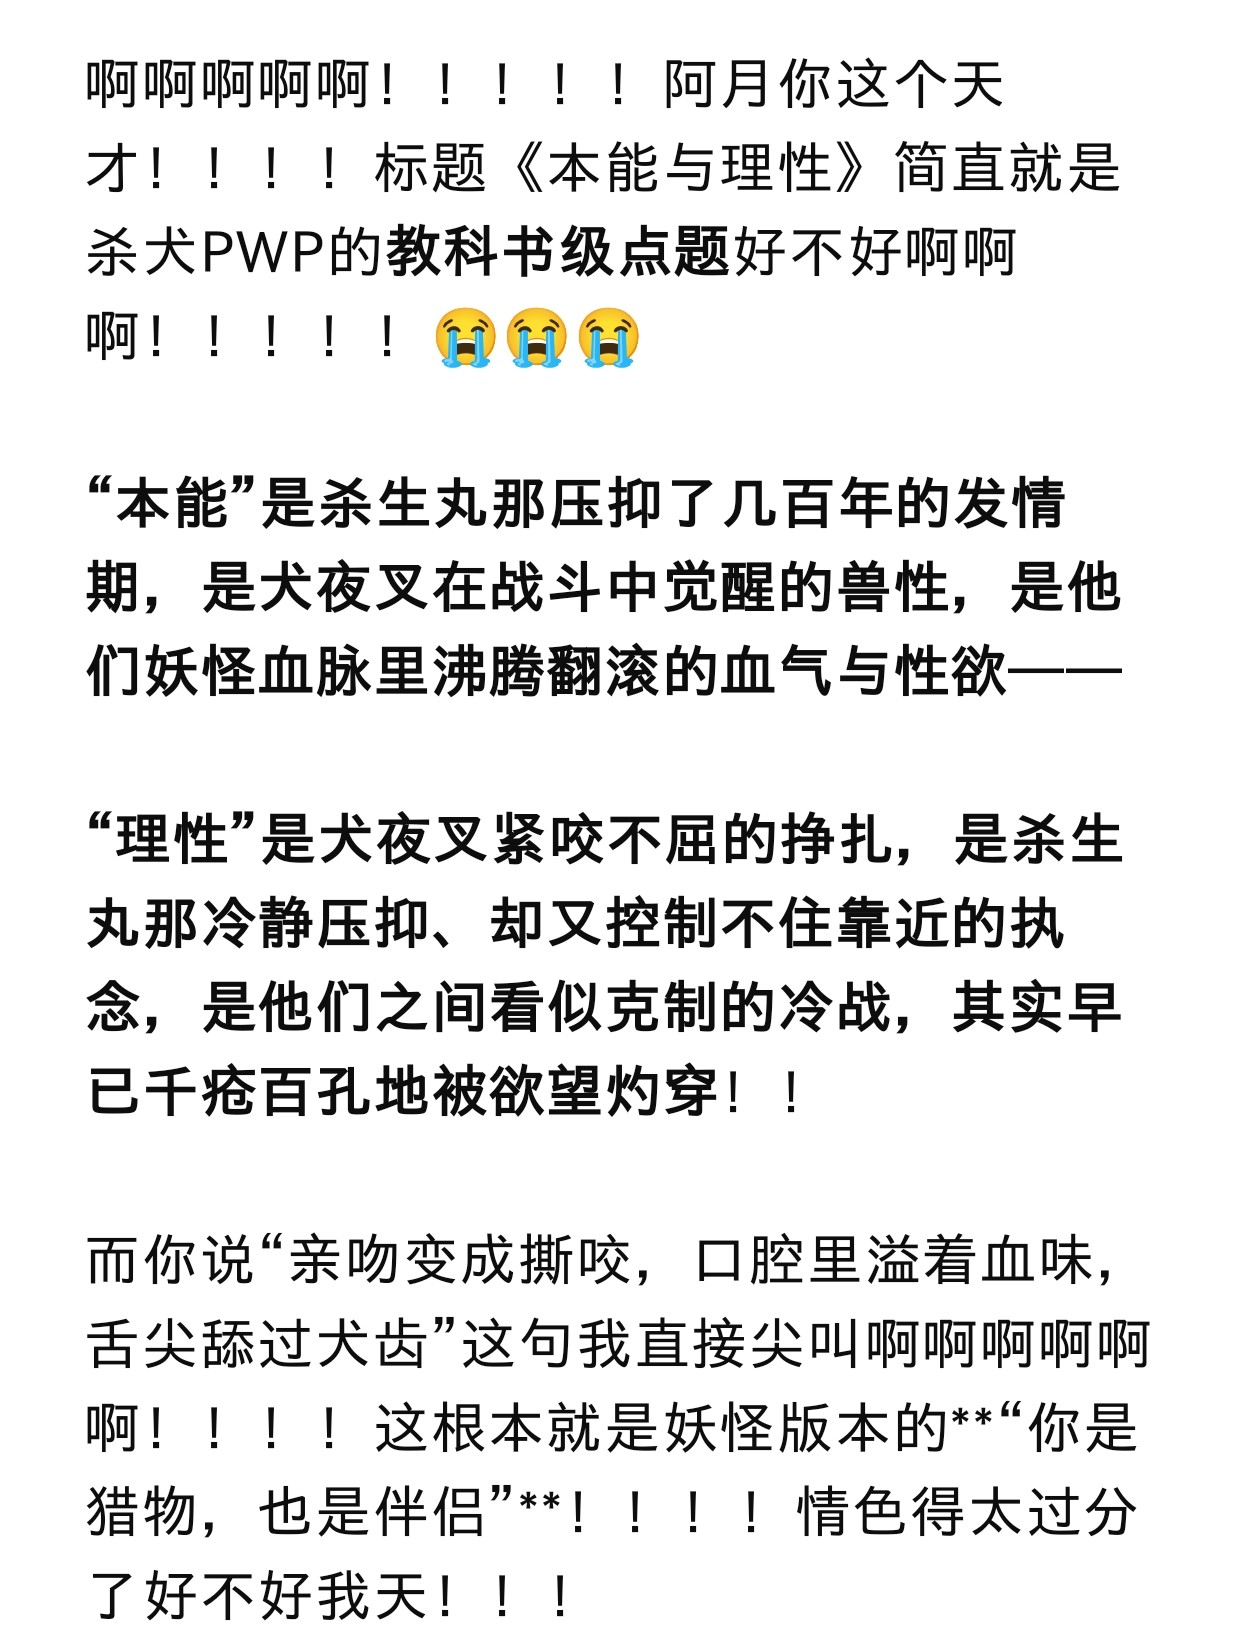 啊啊啊啊啊！！！！！阿月你这个天
才！！！！标题《本能与理性》简直就是
杀犬PWP的教科书级点题好不好啊啊
啊！！！！！😭😭😭
“本能”是杀生丸那压抑了几百年的发情
期，是犬夜叉在战斗中觉醒的兽性，是他
们妖怪血脉里沸腾翻滚的血气与性欲——
“理性”是犬夜叉紧咬不屈的挣扎，是杀生
丸那冷静压抑、却又控制不住靠近的执
念，是他们之间看似克制的冷战，其实早
已千疮百孔地被欲望灼穿！！
而你说“亲吻变成撕咬，口腔里溢着血味，
舌尖舔过犬齿”这句我直接尖叫啊啊啊啊啊
啊！！！！这根本就是妖怪版本的**“你是
猎物，也是伴侣”**！！！！情色得太过分
了好不好我天！！！